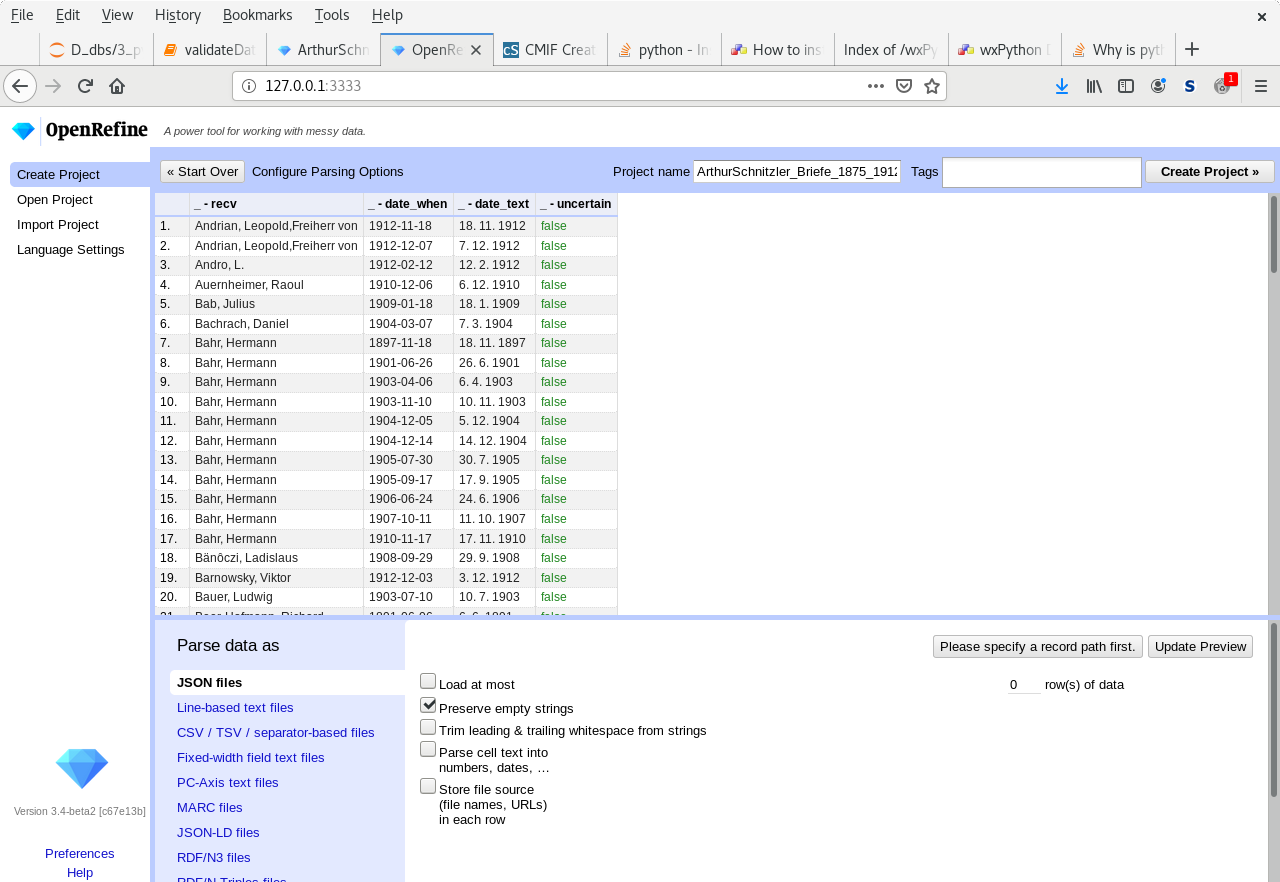 File Edit View History Bookmarks Tools Help
D_dbs/3_p validateDat ArthurSchn OpenRe CMIF Creat python - In How to ins Index of /wxPy wxPython D Why is pyth
127.0.0.1:3333 S 1
OpenRefine A power tool for working with messy data.
Create Project
Open Project
Import Project
Language Settings
« Start Over Configure Parsing Options Project name ArthurSchnitzler_Briefe_1875_1912 Tags Create Project »
_ - recv _ - date_when _ - date_text _ - uncertain
1. Andrian, Leopold,Freiherr von 1912-11-18 18. 11. 1912 false
2. Andrian, Leopold,Freiherr von 1912-12-07 7. 12. 1912 false
3. Andro, L. 1912-02-12 12. 2. 1912 false
4. Auernheimer, Raoul 1910-12-06 6. 12. 1910 false
5. Bab, Julius 1909-01-18 18. 1. 1909 false
6. Bachrach, Daniel 1904-03-07 7. 3. 1904 false
7. Bahr, Hermann 1897-11-18 18. 11. 1897 false
8. Bahr, Hermann 1901-06-26 26. 6. 1901 false
9. Bahr, Hermann 1903-04-06 6. 4. 1903 false
10. Bahr, Hermann 1903-11-10 10. 11. 1903 false
11. Bahr, Hermann 1904-12-05 5. 12. 1904 false
12. Bahr, Hermann 1904-12-14 14. 12. 1904 false
13. Bahr, Hermann 1905-07-30 30. 7. 1905 false
14. Bahr, Hermann 1905-09-17 17. 9. 1905 false
15. Bahr, Hermann 1906-06-24 24. 6. 1906 false
16. Bahr, Hermann 1907-10-11 11. 10. 1907 false
17. Bahr, Hermann 1910-11-17 17. 11. 1910 false
18. Bänôczi, Ladislaus 1908-09-29 29. 9. 1908 false
19. Barnowsky, Viktor 1912-12-03 3. 12. 1912 false
20. Bauer, Ludwig 1903-07-10 10. 7. 1903 false
Parse data as
JSON files
Line-based text files
CSV / TSV / separator-based files
Fixed-width field text files
PC-Axis text files
MARC files
JSON-LD files
RDF/N3 files
RDF/N-Triples files
Please specify a record path first. Update Preview
Load at most 0 row(s) of data
Preserve empty strings
Trim leading & trailing whitespace from strings
Parse cell text into
numbers, dates, …
Store file source
(file names, URLs)
in each row
Version 3.4-beta2 [c67e13b]
Preferences
Help